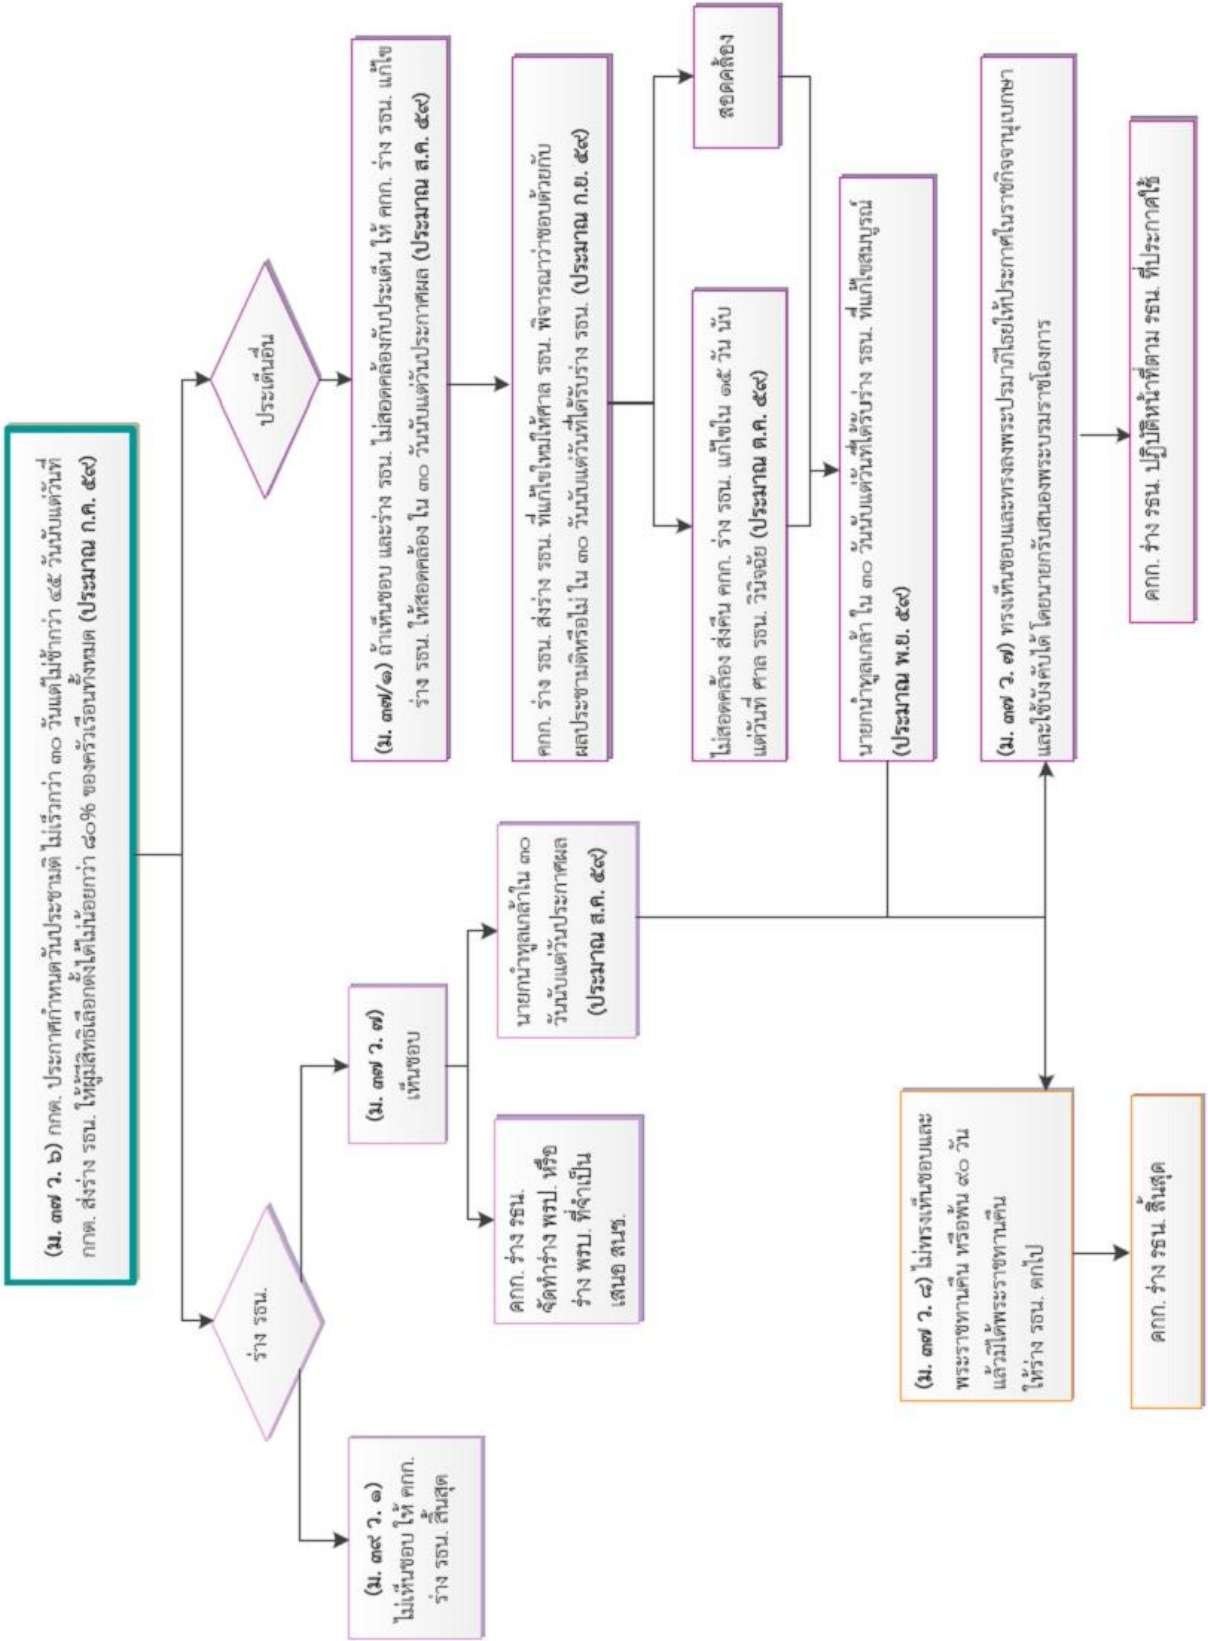 (ม. ๓๗ ว. ๖) กกต. ประกาศกำหนดวันประชามติ ไม่เร็วกว่า ๓๐ วันแต่ไม่ช้ากว่า ๔๕ วันนับแต่วันที่
กกต. ส่งร่าง รธน. ให้ผู้มีสิทธิเลือกตั้งได้ไม่น้อยกว่า ๘๐% ของครัวเรือนทั้งหมด (ประมาณ ก.ค. ๕๙)
ร่าง รธน.
ประเด็นอื่น
(ม. ๓๙ ว. ๑)
ไม่เห็นชอบ ให้ คกก.
ร่าง รธน. สิ้นสุด
(ม. ๓๗ ว. ๗)
เห็นชอบ
(ม. ๓๗/๑) ถ้าเห็นชอบ และร่าง รธน. ไม่สอดคล้องกับประเด็น ให้ คกก. ร่าง รธน. แก้ไข
ร่าง รธน. ให้สอดคล้อง ใน ๓๐ วันนับแต่วันประกาศผล (ประมาณ ส.ค. ๕๙)
คกก. ร่าง รธน.
จัดทำร่าง พรป. หรือ
ร่าง พรบ. ที่จำเป็น
เสนอ สนช.
นายกนำทูลเกล้าใน ๓๐
วันนับแต่วันประกาศผล
(ประมาณ ส.ค. ๕๙)
คกก. ร่าง รธน. ส่งร่าง รธน. ที่แก้ไขใหม่ให้ศาล รธน. พิจารณาว่าชอบด้วยกับ
ผลประชามติหรือไม่ ใน ๓๐ วันนับแต่วันที่ได้รับร่าง รธน. (ประมาณ ก.ย. ๕๙)
ไม่สอดคล้อง ส่งคืน คกก. ร่าง รธน. แก้ไขใน ๑๕ วัน นับ
แต่วันที่ ศาล รธน. วินิจฉัย (ประมาณ ต.ค. ๕๙)
สอดคล้อง
นายกนำทูลเกล้า ใน ๓๐ วันนับแต่วันที่ได้รับร่าง รธน. ที่แก้ไขสมบูรณ์
(ประมาณ พ.ย. ๕๙)
(ม. ๓๗ ว. ๘) ไม่ทรงเห็นชอบและ
พระราชทานคืน หรือพ้น ๙๐ วัน
แล้วมิได้พระราชทานคืน
ให้ร่าง รธน. ตกไป
(ม. ๓๗ ว. ๗) ทรงเห็นชอบและทรงลงพระปรมาภิไธยให้ประกาศในราชกิจจานุเบกษา
และใช้บังคับได้ โดยนายกรับสนองพระบรมราชโองการ
คกก. ร่าง รธน. สิ้นสุด
คกก. ร่าง รธน. ปฏิบัติหน้าที่ตาม รธน. ที่ประกาศใช้